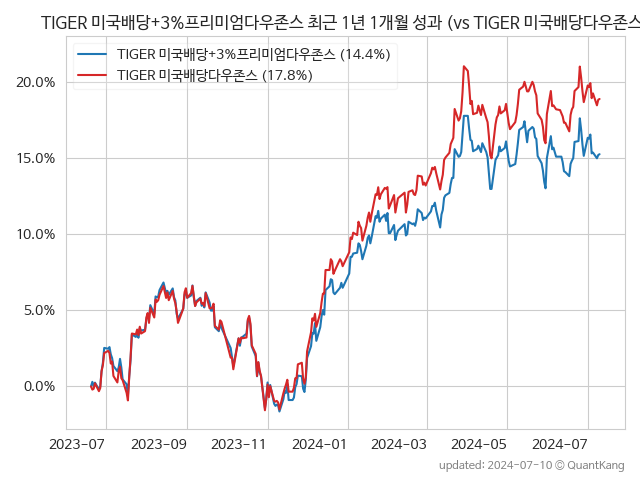 TIGER 미국배당+3%프리미엄다우존스 최근 1년 1개월 성과 (vs TIGER 미국배당다우존스
TIGER 미국배당+3%프리미엄다우존스 (14.4%)
TIGER 미국배당다우존스 (17.8%)
20.0%
15.0%
10.0%
5.0%
0.0%
2023-07 2023-09 2023-11 2024-01 2024-03 2024-05 2024-07
updated: 2024-07-10 © QuantKang